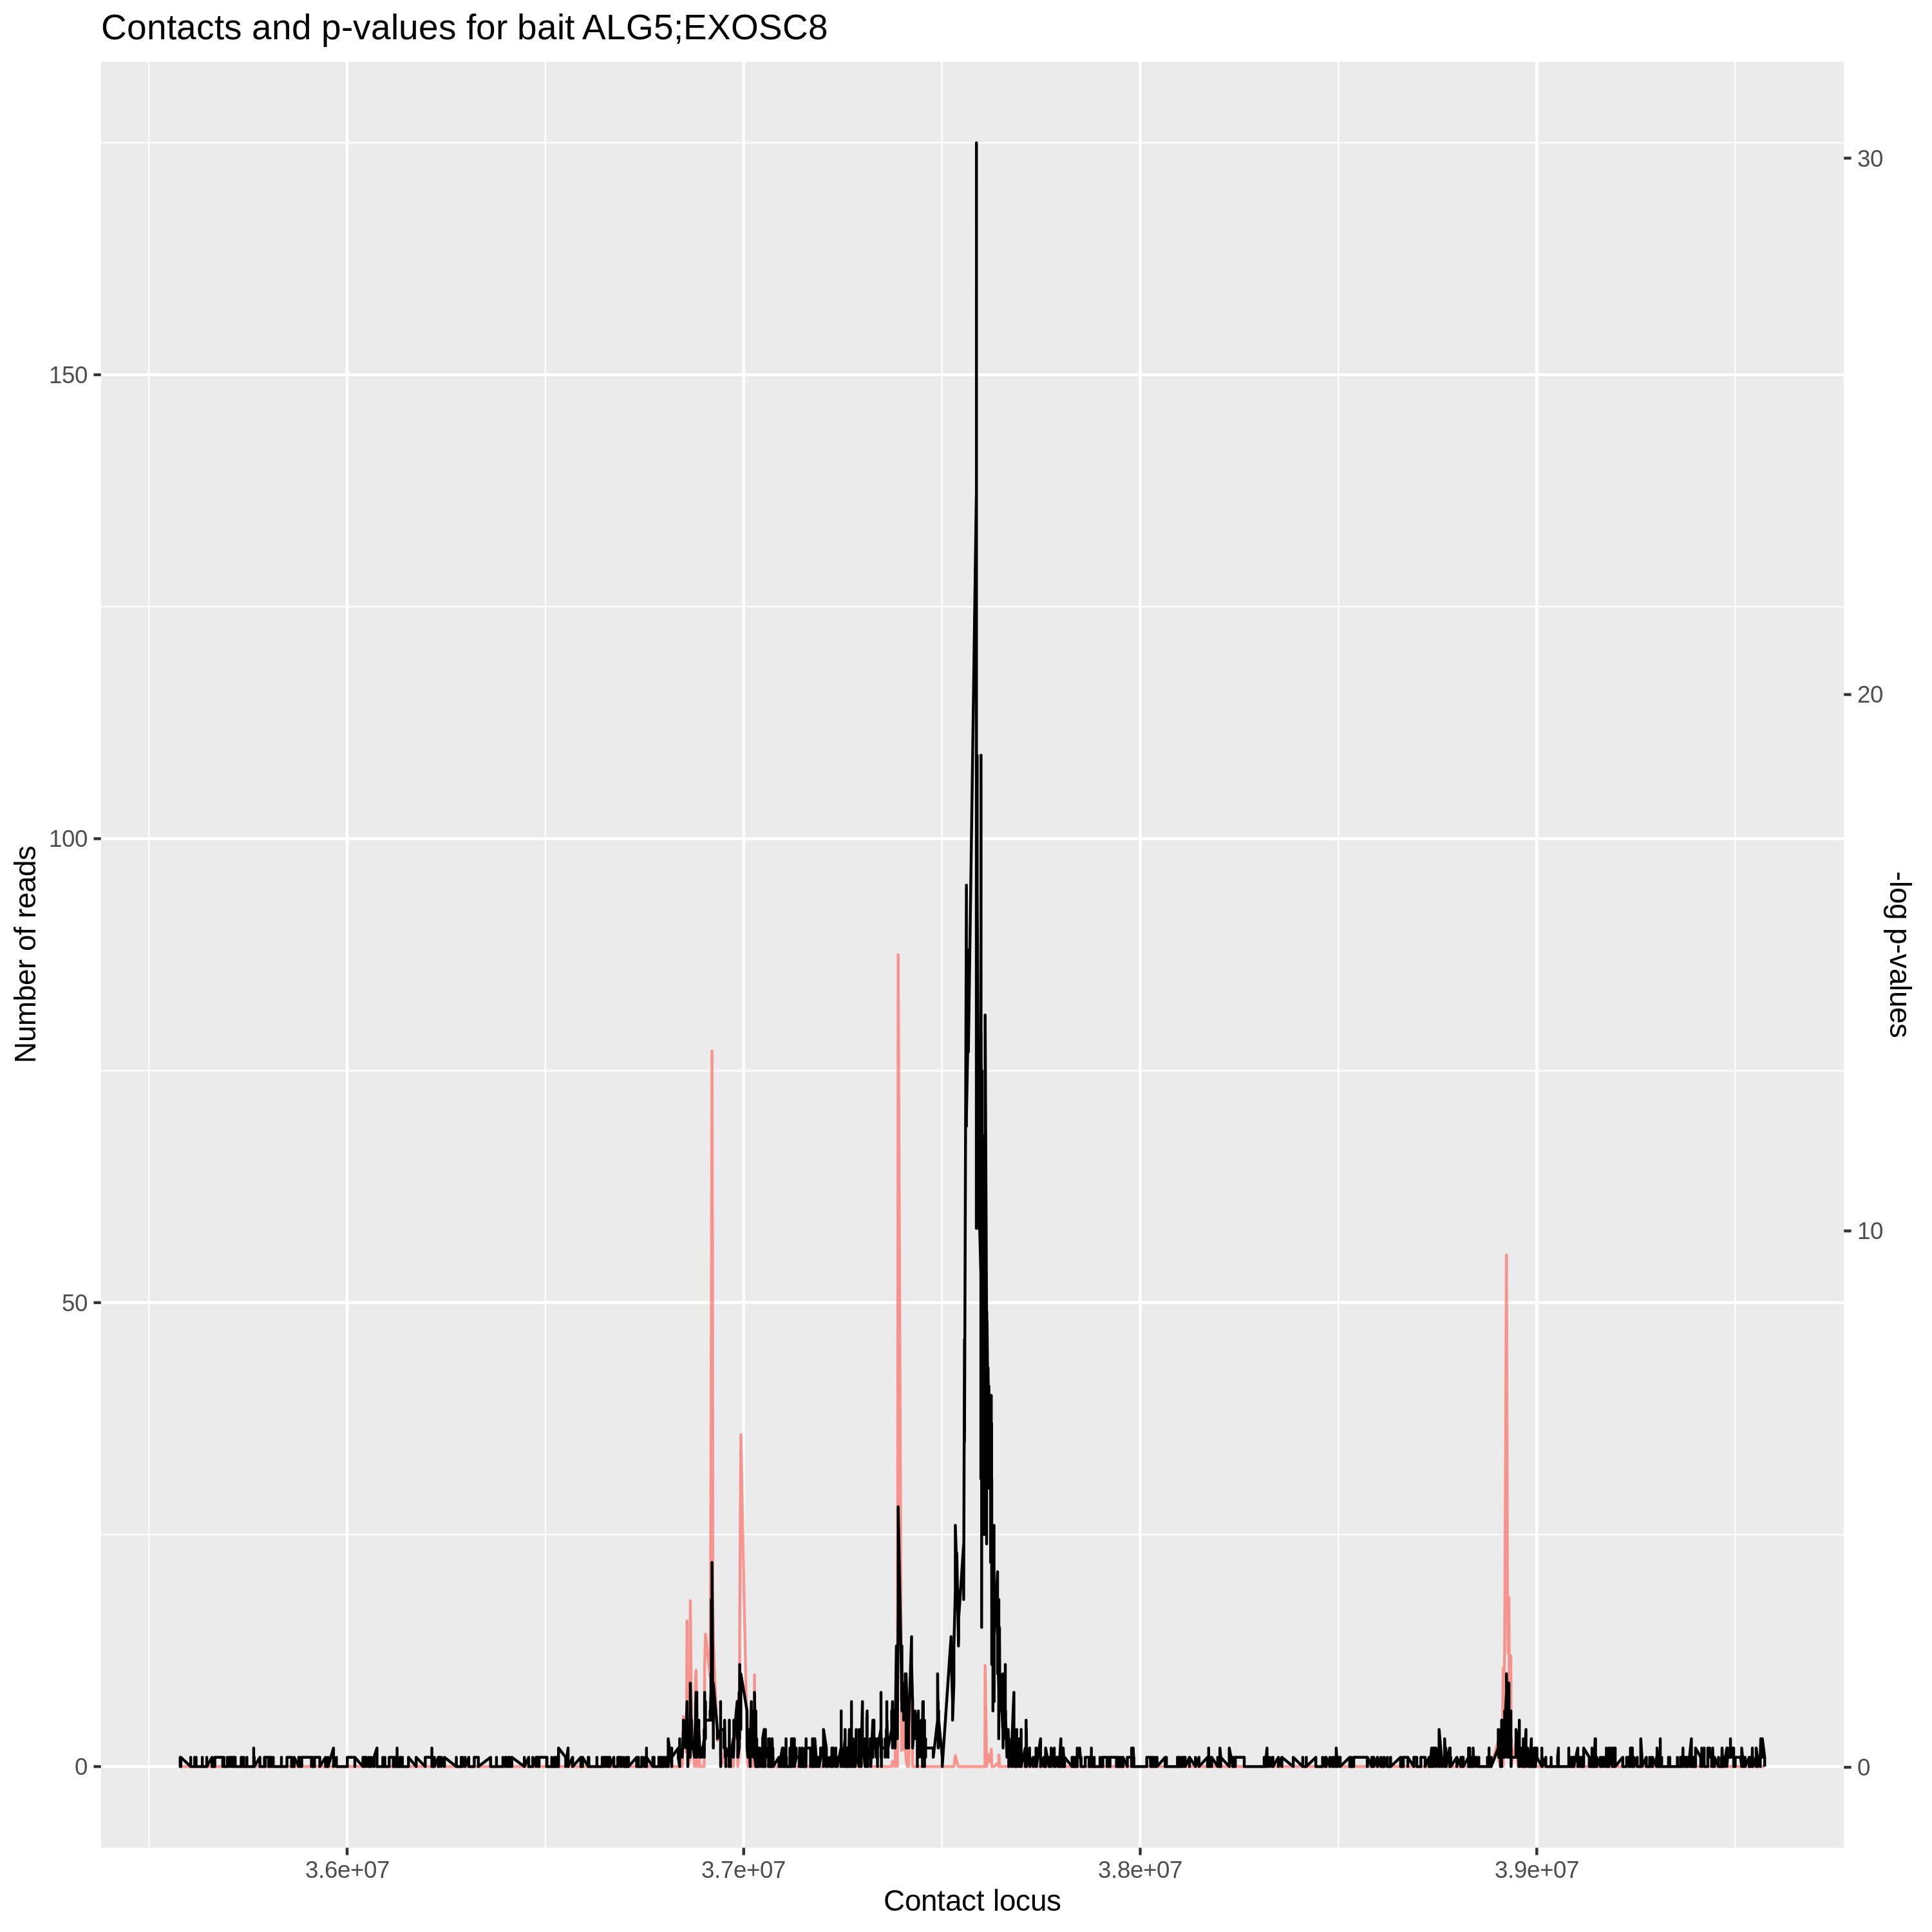 Contacts and p-values for bait ALG5;EXOSC8
150
100
50
0
Number of reads
30
20
10
0
-log p-values
3.6e+07
3.7e+07
3.8e+07
3.9e+07
Contact locus